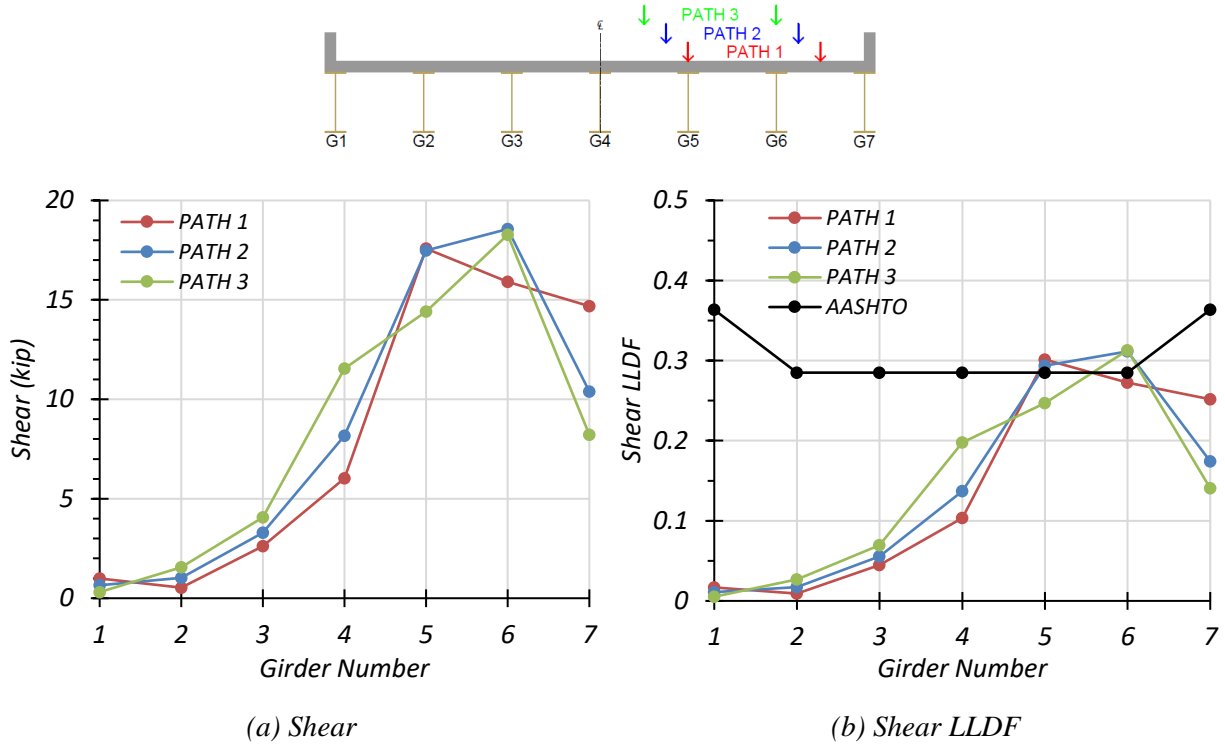 ℄
PATH 3
PATH 2
PATH 1
G1 G2 G3 G4 G5 G6 G7
20
15
10
5
0
Shear (kip)
PATH 1
PATH 2
PATH 3
1 2 3 4 5 6 7
Girder Number
(a) Shear
0.5
0.4
0.3
0.2
0.1
0
Shear LLDF
PATH 1
PATH 2
PATH 3
AASHTO
1 2 3 4 5 6 7
Girder Number
(b) Shear LLDF